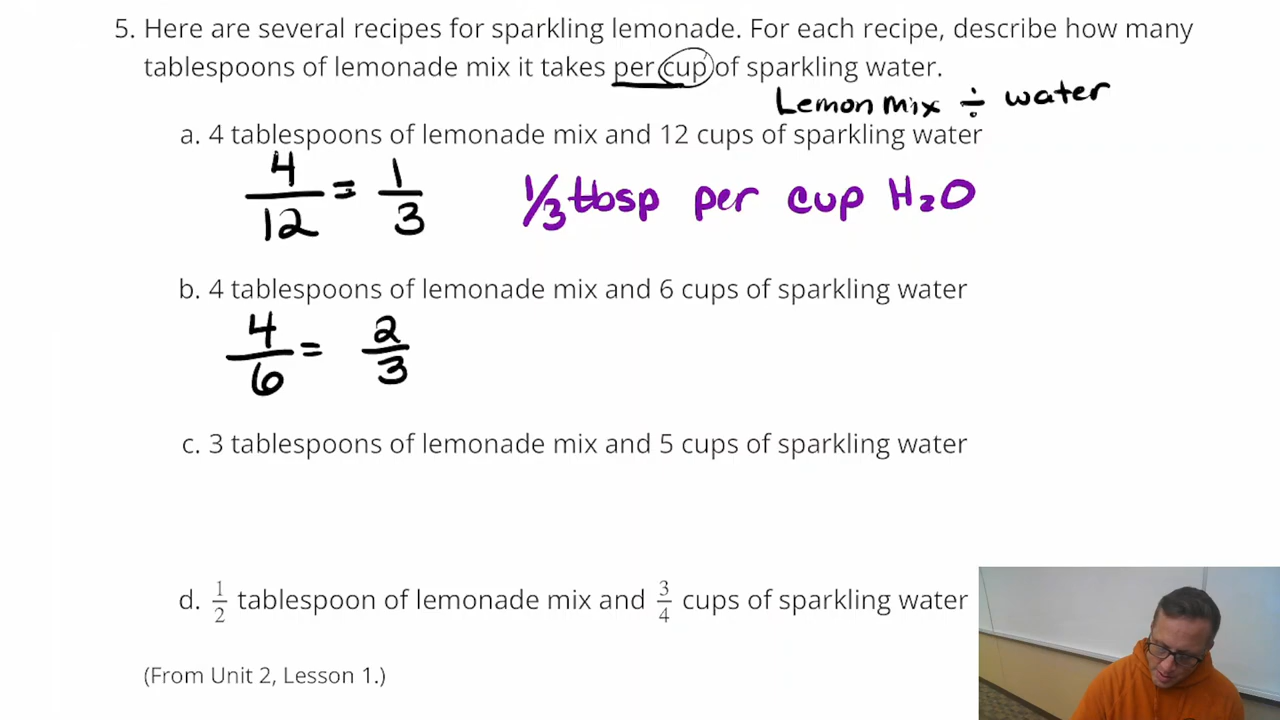 5. Here are several recipes for sparkling lemonade. For each recipe, describe how many
tablespoons of lemonade mix it takes per cup of sparkling water.
Lemon mix ÷ water
a. 4 tablespoons of lemonade mix and 12 cups of sparkling water
4/12 = 1/3 1/3 tbsp per cup H₂O
b. 4 tablespoons of lemonade mix and 6 cups of sparkling water
4/6 = 2/3
c. 3 tablespoons of lemonade mix and 5 cups of sparkling water
d. 1/2 tablespoon of lemonade mix and 3/4 cups of sparkling water
(From Unit 2, Lesson 1.)